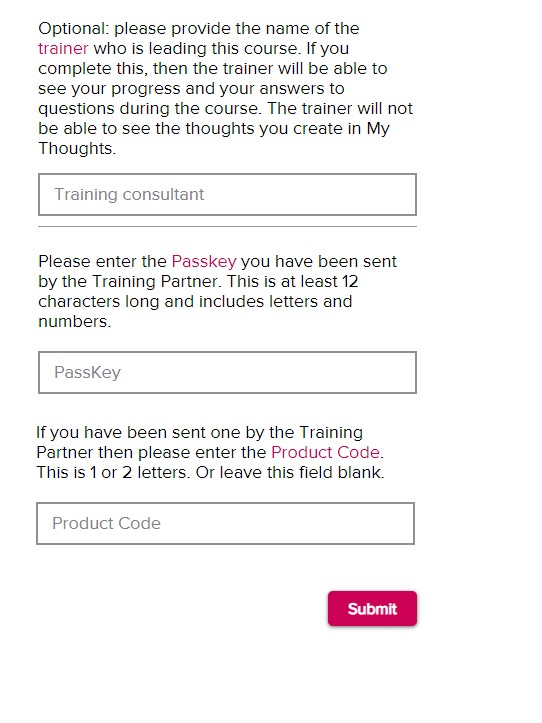 Optional: please provide the name of the
trainer who is leading this course. If you
complete this, then the trainer will be able to
see your progress and your answers to
questions during the course. The trainer will not
be able to see the thoughts you create in My
Thoughts.
Training consultant
Please enter the Passkey you have been sent
by the Training Partner. This is at least 12
characters long and includes letters and
numbers.
PassKey
If you have been sent one by the Training
Partner then please enter the Product Code.
This is 1 or 2 letters. Or leave this field blank.
Product Code
Submit